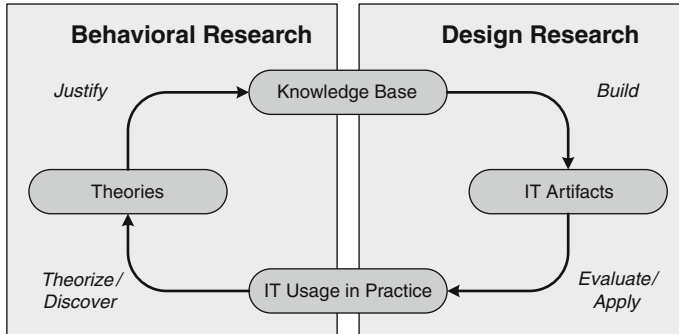 Behavioral Research
Design Research
Justify
Knowledge Base
Build
Theories
IT Artifacts
Theorize/
Discover
IT Usage in Practice
Evaluate/
Apply